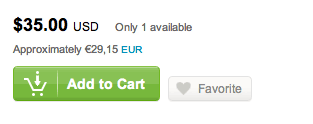 $35.00 USD Only 1 available
Approximately €29,15 EUR
Add to Cart Favorite